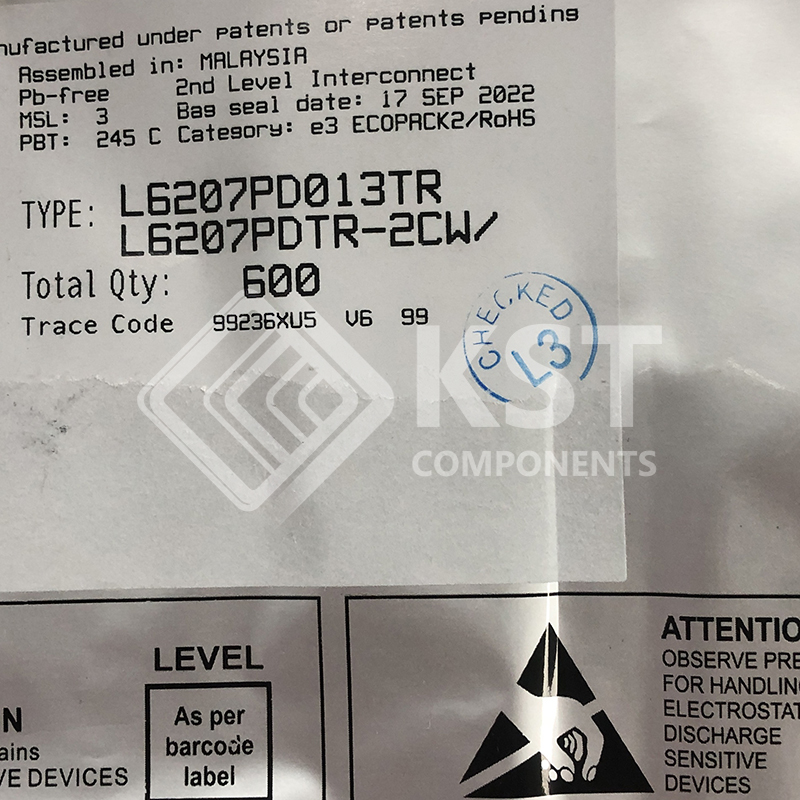 nufactured under patents or patents pending
Assembled in: MALAYSIA
Pb-free 2nd Level Interconnect
MSL: 3 Bag seal date: 17 SEP 2022
PBT: 245 C Category: e3 ECOPACK2/RoHS
TYPE: L6207PD013TR
L6207PDTR-2CW/
Total Qty: 600
Trace Code 99236XU5 V6 99
CHECKED
L3
KST
COMPONENTS
LEVEL
As per
barcode
label
N
ains
VE DEVICES
ATTENTIO
OBSERVE PRE
FOR HANDLING
ELECTROSTAT
DISCHARGE
SENSITIVE
DEVICES